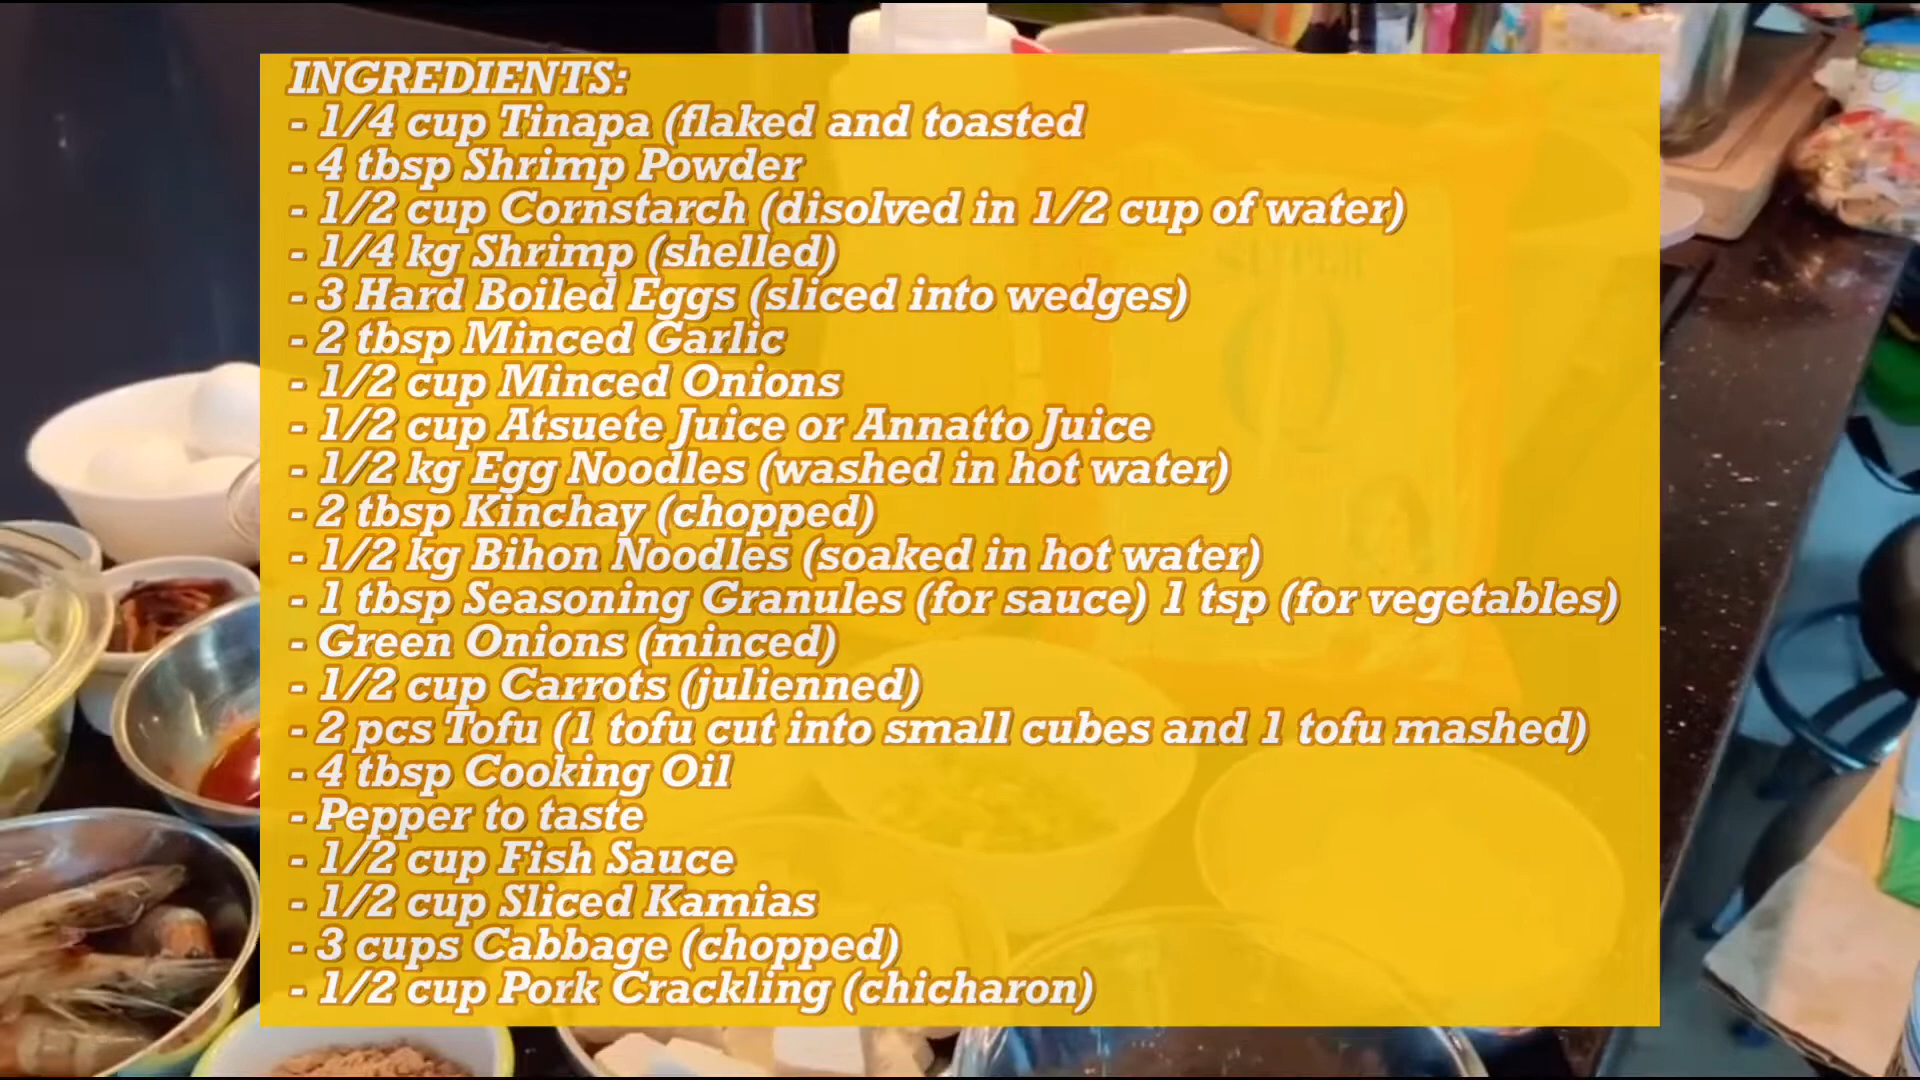 INGREDIENTS:
- 1/4 cup Tinapa (flaked and toasted
- 4 tbsp Shrimp Powder
- 1/2 cup Cornstarch (disolved in 1/2 cup of water)
- 1/4 kg Shrimp (shelled)
- 3 Hard Boiled Eggs (sliced into wedges)
- 2 tbsp Minced Garlic
- 1/2 cup Minced Onions
- 1/2 cup Atsuete Juice or Annatto Juice
- 1/2 kg Egg Noodles (washed in hot water)
- 2 tbsp Kinchay (chopped)
- 1/2 kg Bihon Noodles (soaked in hot water)
- 1 tbsp Seasoning Granules (for sauce) 1 tsp (for vegetables)
- Green Onions (minced)
- 1/2 cup Carrots (julienned)
- 2 pcs Tofu (1 tofu cut into small cubes and 1 tofu mashed)
- 4 tbsp Cooking Oil
- Pepper to taste
- 1/2 cup Fish Sauce
- 1/2 cup Sliced Kamias
- 3 cups Cabbage (chopped)
- 1/2 cup Pork Crackling (chicharon)
SUPER
Q